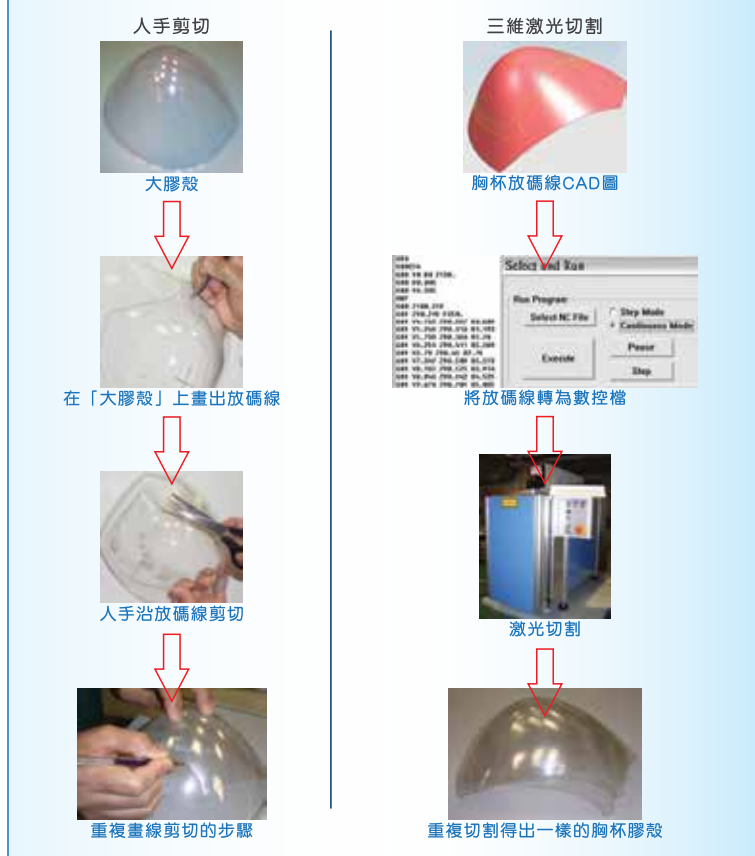 人手剪切
大膠殼
在「大膠殼」上畫出放碼線
人手沿放碼線剪切
重複畫線剪切的步驟
三維激光切割
胸杯放碼線CAD圖
Select and Run
Run Program
Select NC File
Step Mode
Continuous Mode
Execute
Pause
Step
將放碼線轉為數控檔
激光切割
重複切割得出一樣的胸杯膠殼